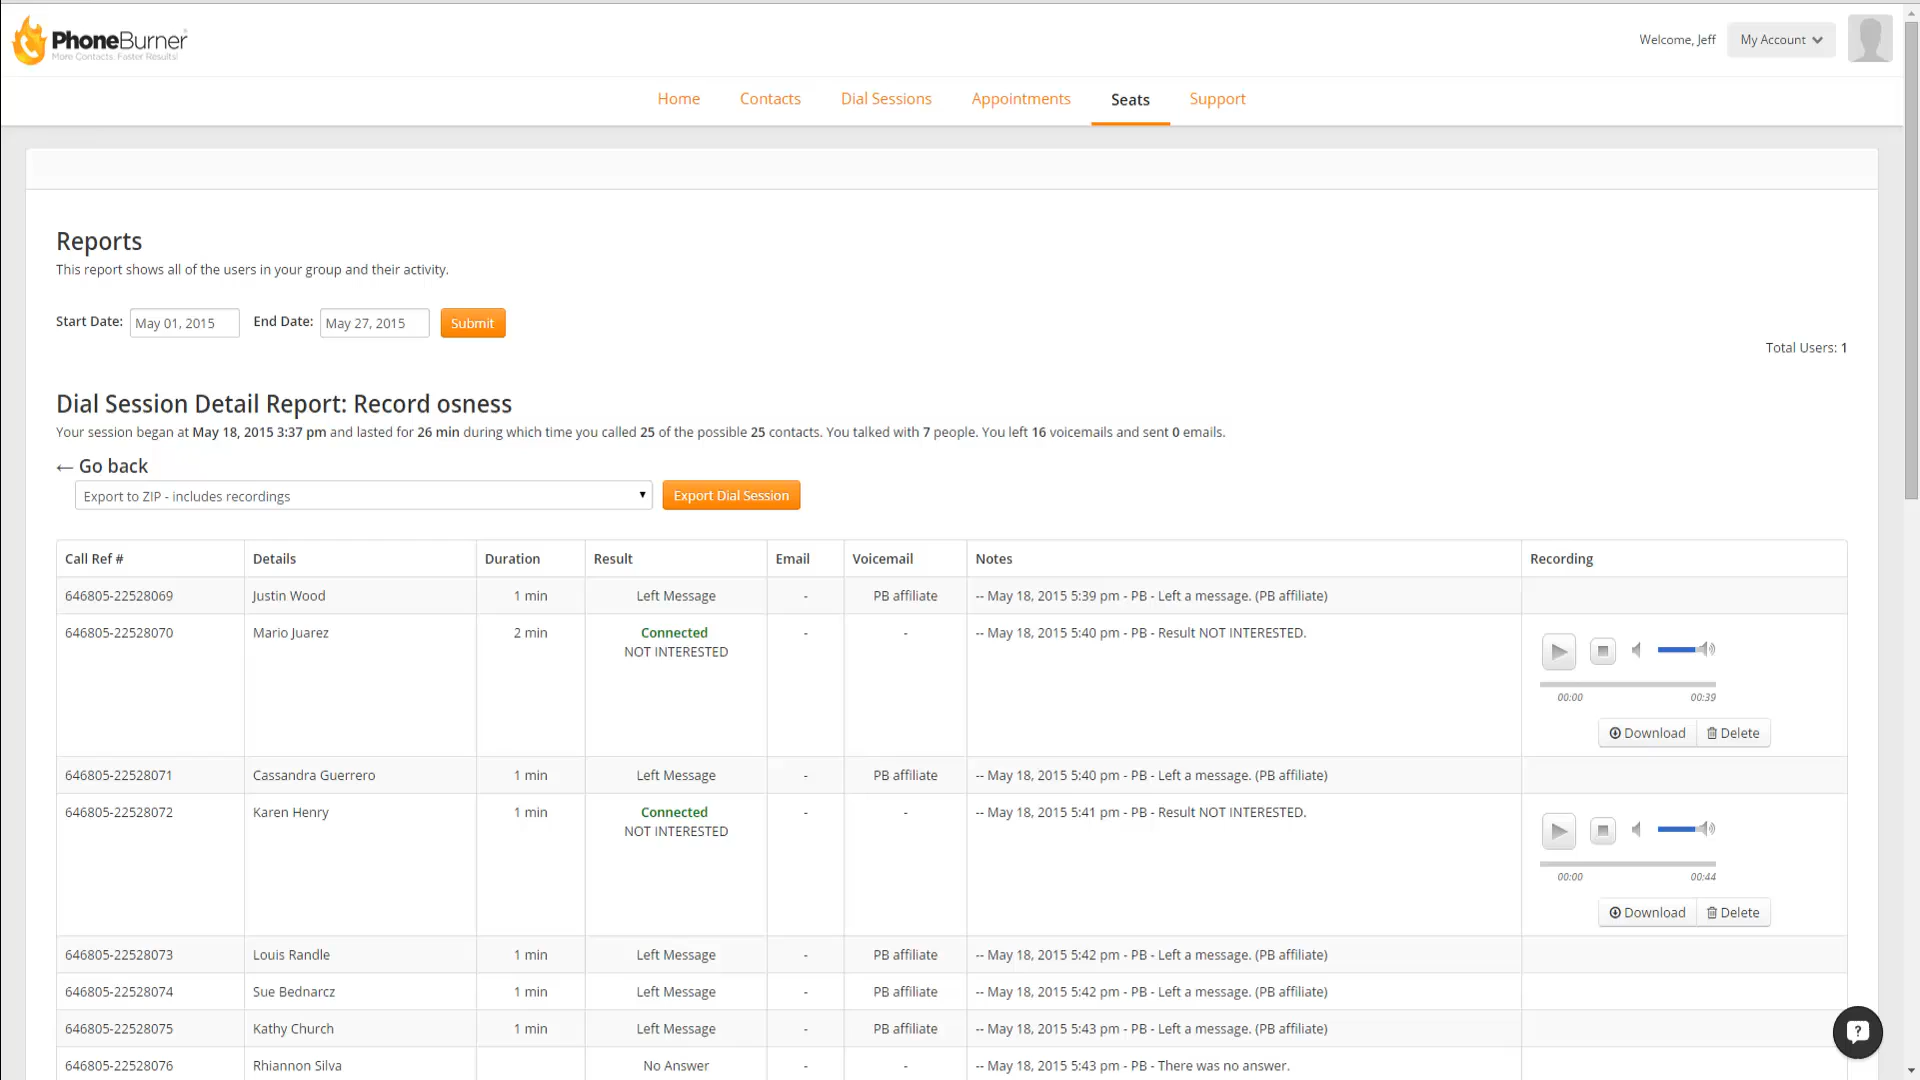 PhoneBurner
More Contacts. Faster Results!
Welcome, Jeff
My Account
Home Contacts Dial Sessions Appointments Seats Support
Reports
This report shows all of the users in your group and their activity.
Start Date: May 01, 2015 End Date: May 27, 2015 Submit
Total Users: 1
Dial Session Detail Report: Record osness
Your session began at May 18, 2015 3:37 pm and lasted for 26 min during which time you called 25 of the possible 25 contacts. You talked with 7 people. You left 16 voicemails and sent 0 emails.
← Go back
Export to ZIP - includes recordings Export Dial Session
Call Ref # Details Duration Result Email Voicemail Notes Recording
646805-22528069 Justin Wood 1 min Left Message - PB affiliate -- May 18, 2015 5:39 pm - PB - Left a message. (PB affiliate)
646805-22528070 Mario Juarez 2 min Connected - - -- May 18, 2015 5:40 pm - PB - Result NOT INTERESTED.
NOT INTERESTED
00:00 00:39
Download Delete
646805-22528071 Cassandra Guerrero 1 min Left Message - PB affiliate -- May 18, 2015 5:40 pm - PB - Left a message. (PB affiliate)
646805-22528072 Karen Henry 1 min Connected - - -- May 18, 2015 5:41 pm - PB - Result NOT INTERESTED.
NOT INTERESTED
00:00 00:44
Download Delete
646805-22528073 Louis Randle 1 min Left Message - PB affiliate -- May 18, 2015 5:42 pm - PB - Left a message. (PB affiliate)
646805-22528074 Sue Bednarcz 1 min Left Message - PB affiliate -- May 18, 2015 5:42 pm - PB - Left a message. (PB affiliate)
646805-22528075 Kathy Church 1 min Left Message - PB affiliate -- May 18, 2015 5:43 pm - PB - Left a message. (PB affiliate)
646805-22528076 Rhiannon Silva No Answer - - -- May 18, 2015 5:43 pm - PB - There was no answer.